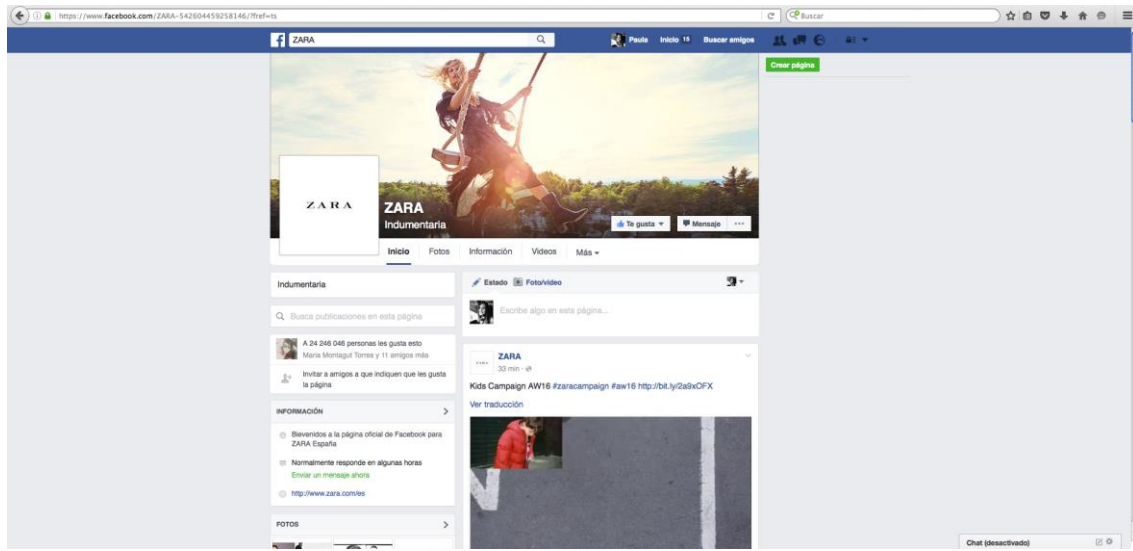 https://www.facebook.com/ZARA-542604459258146/?fref=ts
Buscar
ZARA
Paula Inicio 15 Buscar amigos
Crear página
ZARA
ZARA
Indumentaria
Te gusta
Mensaje
Inicio Fotos Información Videos Más
Indumentaria
Busca publicaciones en esta página
A 24 246 046 personas les gusta esto
Maria Montagut Torres y 11 amigos más
Invitar a amigos a que indiquen que les gusta
la página
INFORMACIÓN
Bievenidos a la página oficial de Facebook para
ZARA España
Normalmente responde en algunas horas
Enviar un mensaje ahora
http://www.zara.com/es
FOTOS
Estado Foto/video
Escribe algo en esta página...
ZARA
33 min
Kids Campaign AW16 #zaracampaign #aw16 http://bit.ly/2a9xOFX
Ver traducción
Chat (desactivado)